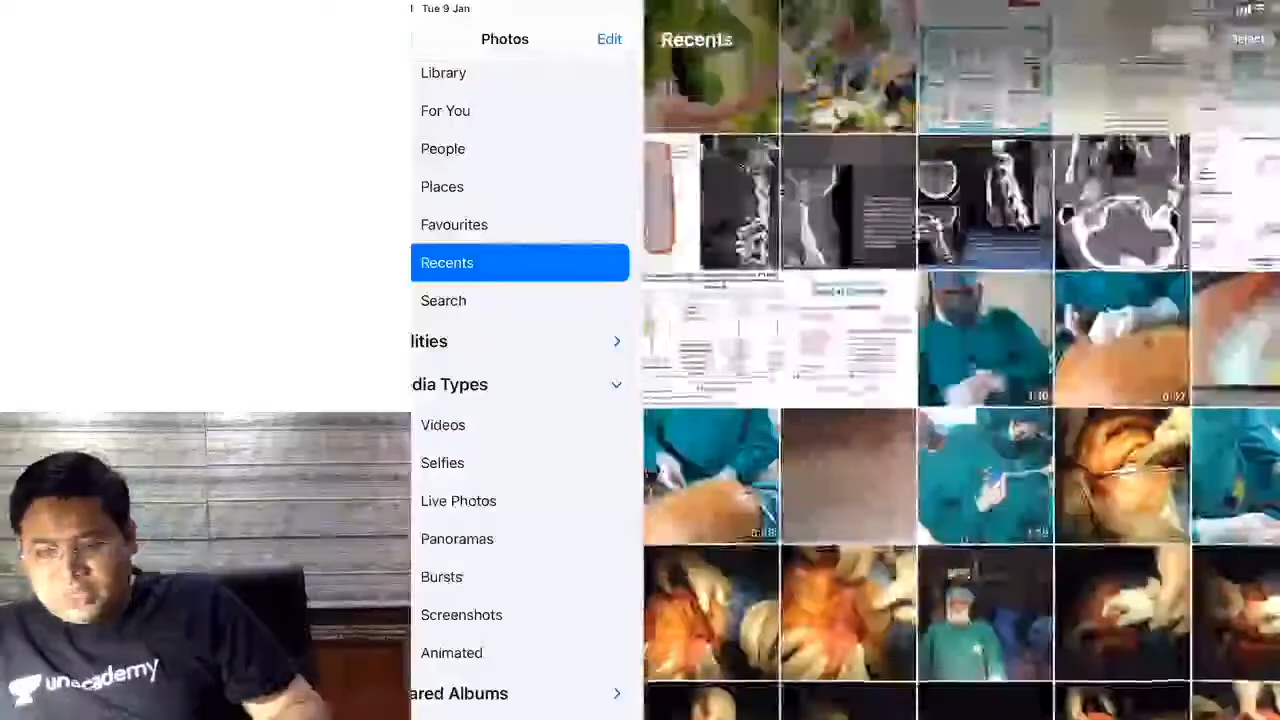 Tue 9 Jan
Photos
Edit
Recents
Select
Library
For You
People
Places
Favourites
Recents
Search
lities
dia Types
Videos
Selfies
Live Photos
Panoramas
Bursts
Screenshots
Animated
ared Albums
unacademy